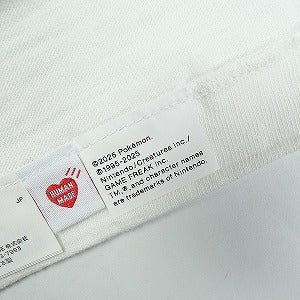 ©2025 Pokémon.
©1995-2025
Nintendo/Creatures inc./
GAME FREAK inc.
TM, ®, and character names
are trademarks of Nintendo.
HUMAN
MADE
JP